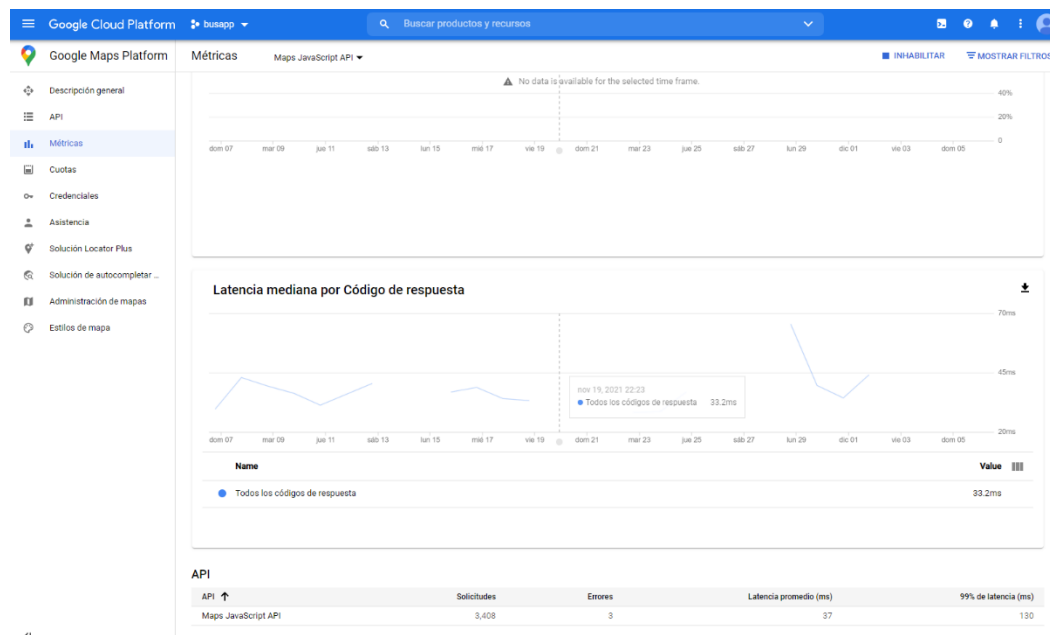 Google Cloud Platform busapp Buscar productos y recursos
Google Maps Platform Métricas Maps JavaScript API INHABILITAR MOSTRAR FILTROS
Descripción general
API
Métricas
Cuotas
Credenciales
Asistencia
Solución Locator Plus
Solución de autocompletar ...
Administración de mapas
Estilos de mapa
No data is available for the selected time frame.
40%
20%
0
dom 07 mar 09 jue 11 sáb 13 lun 15 mié 17 vie 19 dom 21 mar 23 jue 25 sáb 27 lun 29 dic 01 vie 03 dom 05
Latencia mediana por Código de respuesta
70ms
45ms
nov 19, 2021 22:23
Todos los códigos de respuesta 33.2ms
20ms
dom 07 mar 09 jue 11 sáb 13 lun 15 mié 17 vie 19 dom 21 mar 23 jue 25 sáb 27 lun 29 dic 01 vie 03 dom 05
Name Value
Todos los códigos de respuesta 33.2ms
API
API Solicitudes Errores Latencia promedio (ms) 99% de latencia (ms)
Maps JavaScript API 3,408 3 37 130